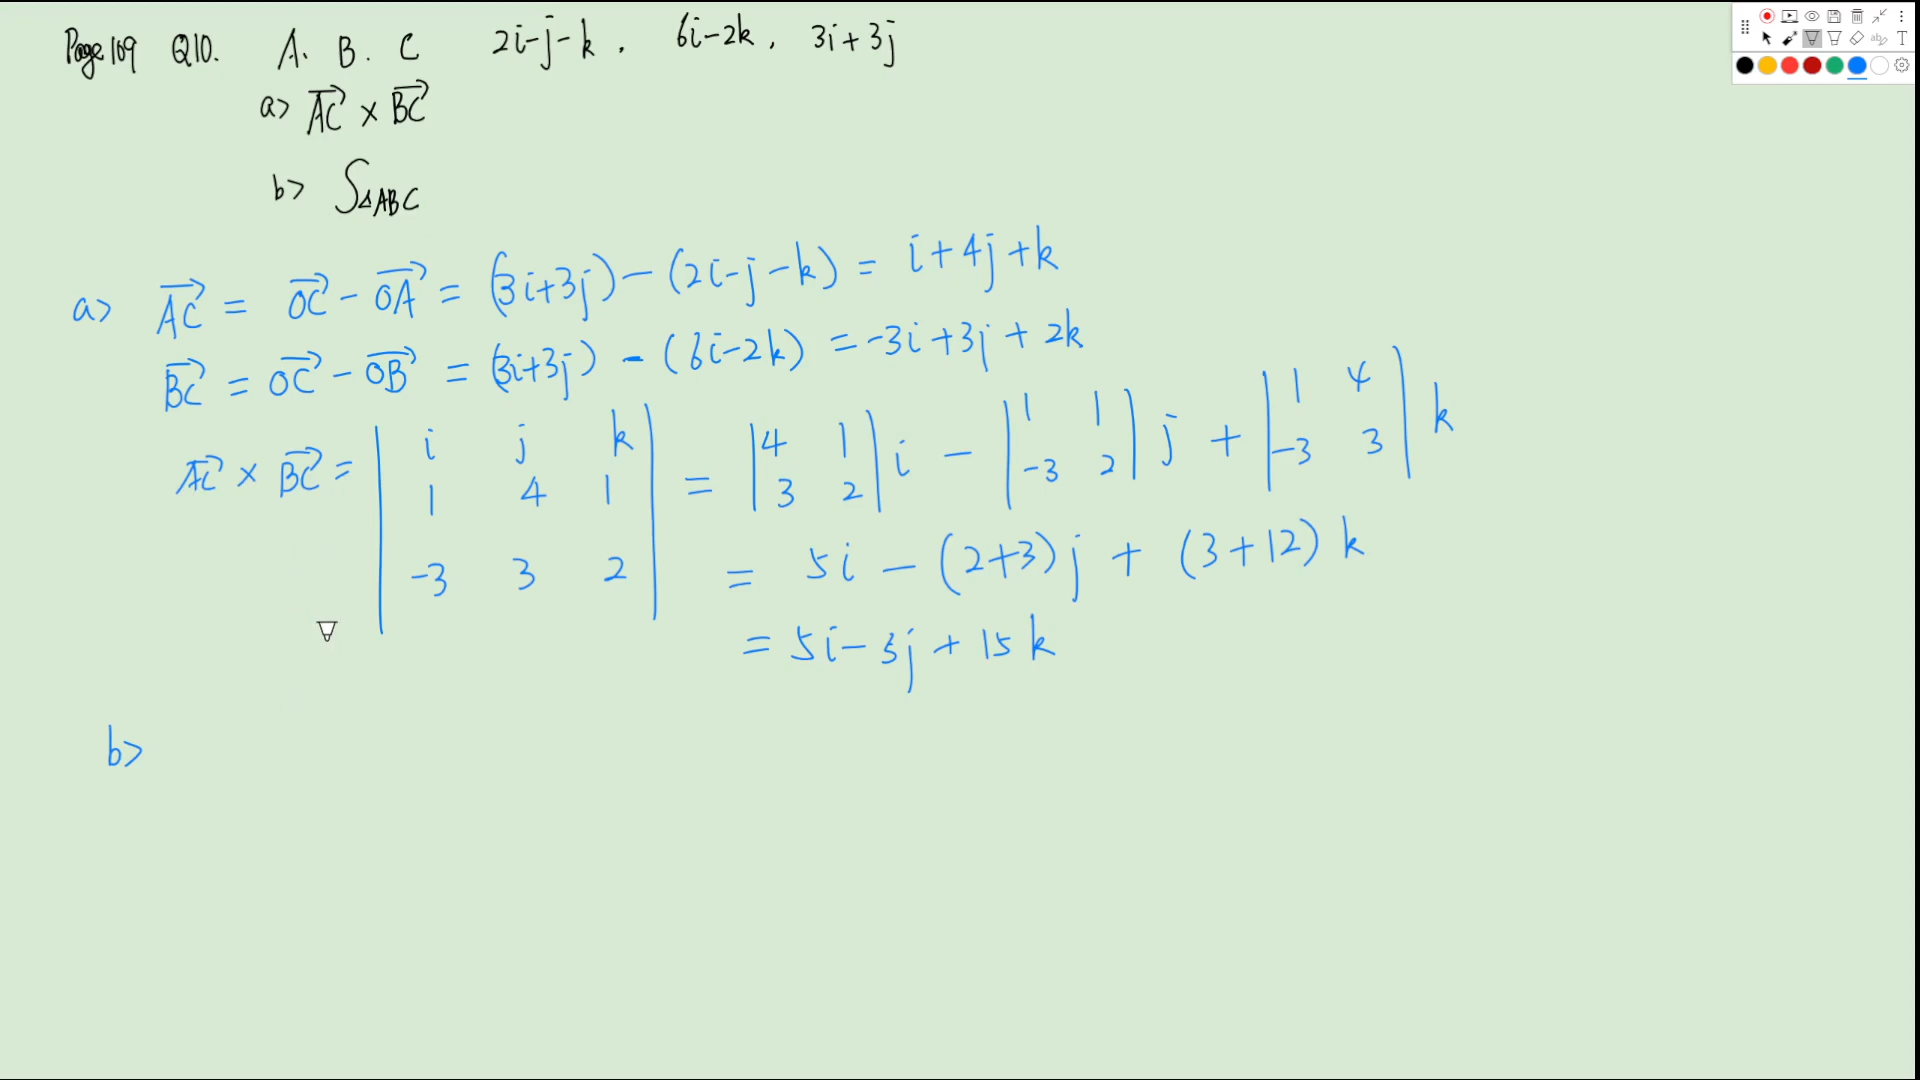 Page 109 Q10. A. B. C 2i-j-k, 6i-2k, 3i+3j
a> AC→ × BC→
b> S△ABC
a> AC→ = OC→ - OA→ = (3i+3j) - (2i-j-k) = i+4j+k
BC→ = OC→ - OB→ = (3i+3j) - (6i-2k) = -3i+3j+2k
AC→ × BC→ = | i j k | = | 4 1 | i - | 1 1 | j + | 1 4 | k
| 1 4 1 | | 3 2 | | -3 2 | | -3 3 |
| -3 3 2 | = 5i - (2+3)j + (3+12)k
= 5i-3j+15k
b>